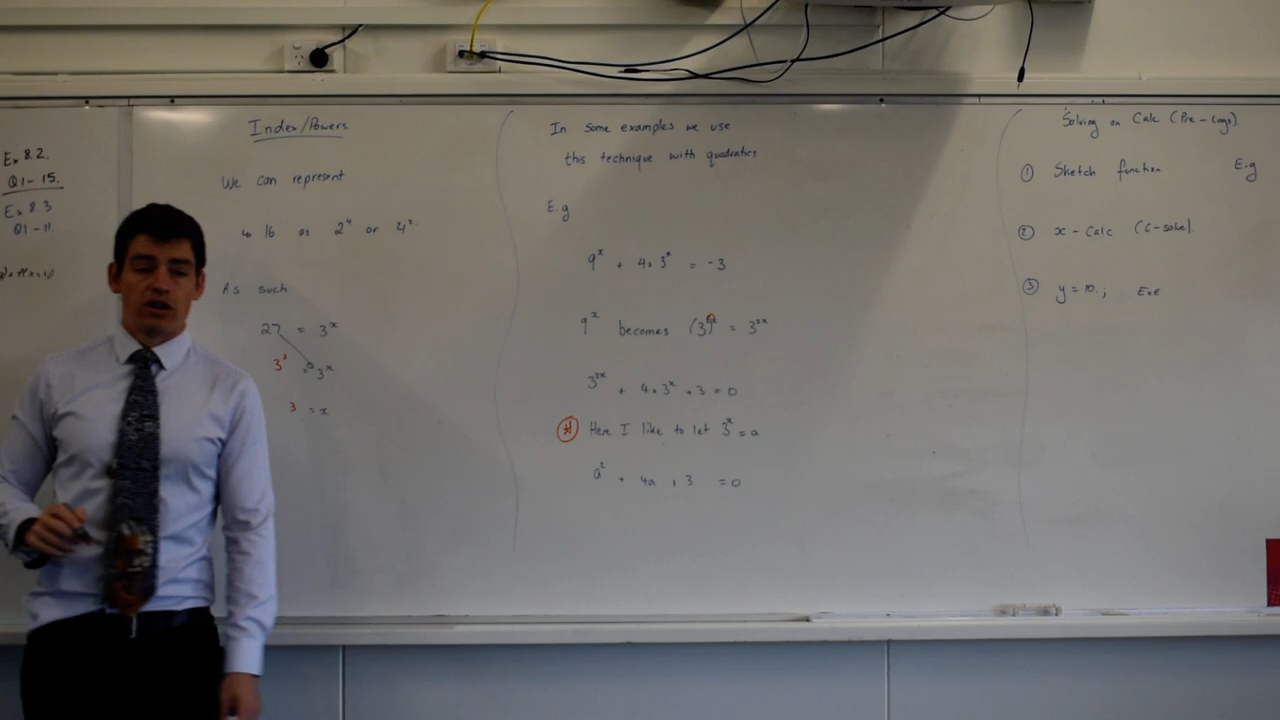 Ex 8.2.
Q1-15.
Ex 8.3
Q1-11.
Index/Powers
We can represent
↳ 16 as 2⁴ or 4².
As such
27 = 3ˣ
3³ 3ˣ
3 = x
In some examples we use
this technique with quadratics
E.g
9ˣ + 4×3ˣ = -3
9ˣ becomes (3)²ˣ = 3²ˣ
3²ˣ + 4×3ˣ + 3 = 0
Here I like to let 3ˣ = a
a² + 4a + 3 = 0
Solving on Calc (Pre-Logs).
① Sketch function E.g
② x-Calc (G-solve).
③ y=10.; Exe